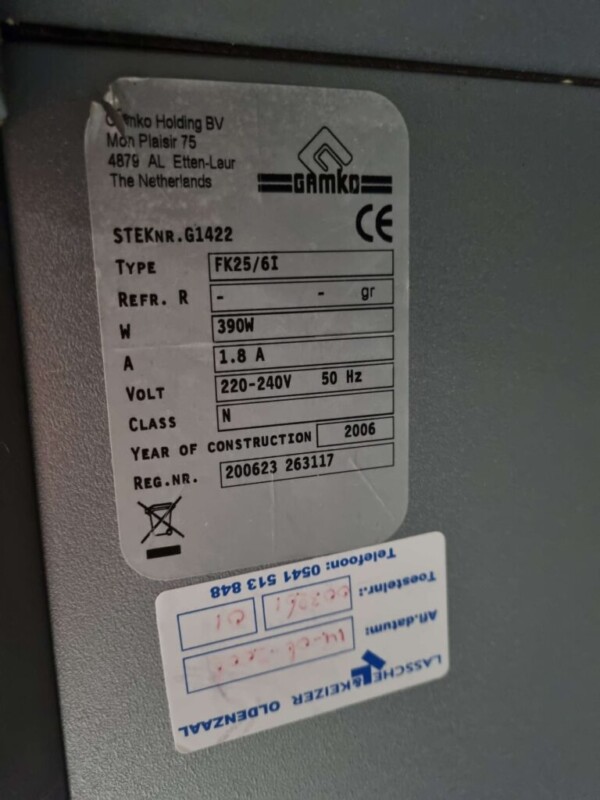 Gamko Holding BV
Mon Plaisir 75
4879 AL Etten-Leur
The Netherlands
GAMKO
CE
STEKNR.G1422
TYPE FK25/6I
REFR. R - - gr
W 390W
A 1.8 A
VOLT 220-240V 50 Hz
CLASS N
YEAR OF CONSTRUCTION 2006
REG.NR. 200623 263117
LASSCHE & KEIZER OLDENZAAL
Afl.datum:
Toestelnr.: 01
Telefoon: 0541 513 848